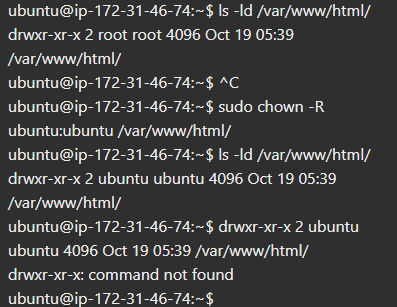 ubuntu@ip-172-31-46-74:~$ ls -ld /var/www/html/
drwxr-xr-x 2 root root 4096 Oct 19 05:39
/var/www/html/
ubuntu@ip-172-31-46-74:~$ ^C
ubuntu@ip-172-31-46-74:~$ sudo chown -R
ubuntu:ubuntu /var/www/html/
ubuntu@ip-172-31-46-74:~$ ls -ld /var/www/html/
drwxr-xr-x 2 ubuntu ubuntu 4096 Oct 19 05:39
/var/www/html/
ubuntu@ip-172-31-46-74:~$ drwxr-xr-x 2 ubuntu
ubuntu 4096 Oct 19 05:39 /var/www/html/
drwxr-xr-x: command not found
ubuntu@ip-172-31-46-74:~$